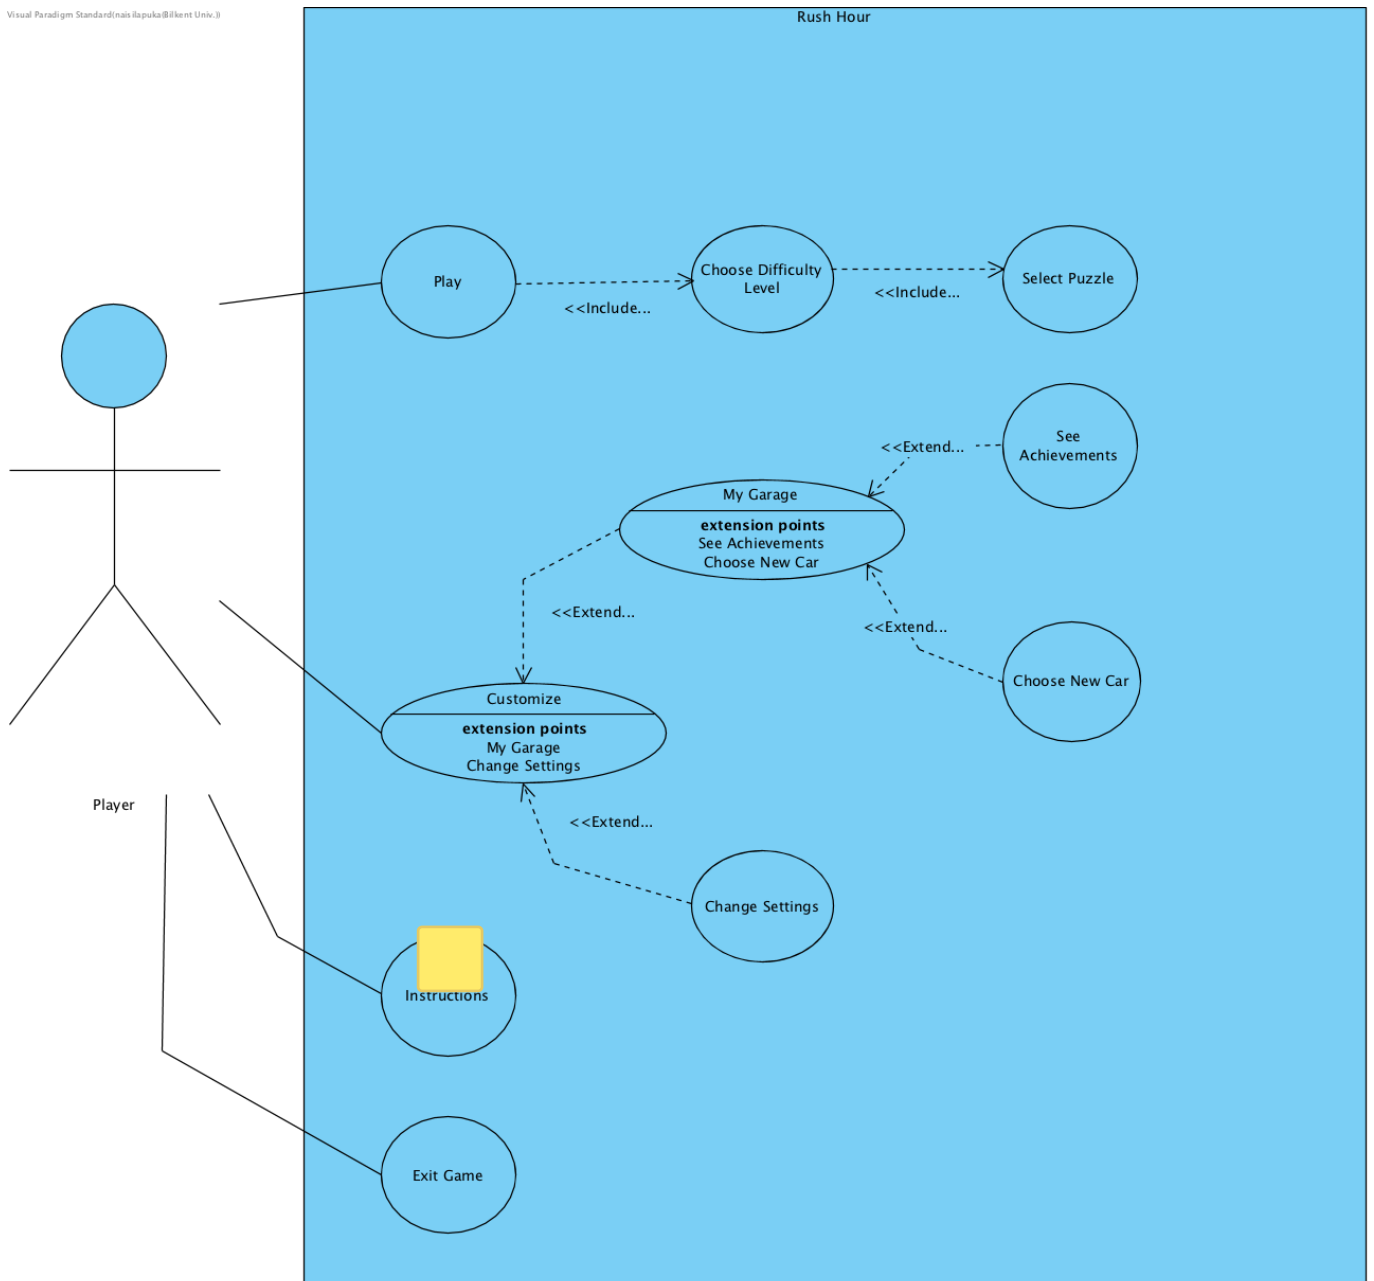 Visual Paradigm Standard(naisilapuka(Bilkent Univ.))
Rush Hour
Play
<<Include...
Choose Difficulty
Level
<<Include...
Select Puzzle
See
Achievements
<<Extend...
My Garage
extension points
See Achievements
Choose New Car
<<Extend...
<<Extend...
Choose New Car
Customize
extension points
My Garage
Change Settings
Player
<<Extend...
Change Settings
Instructions
Exit Game